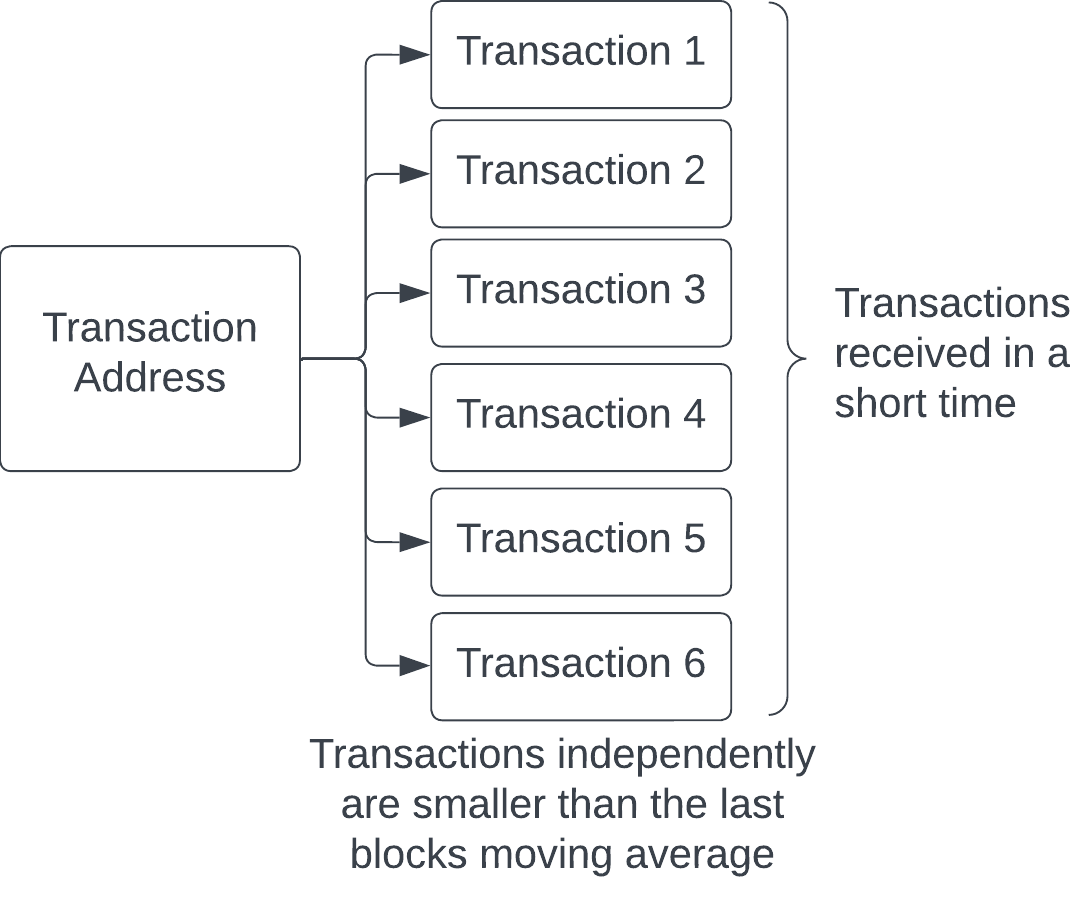 Transaction 1
Transaction 2
Transaction 3
Transaction
Address
Transactions
received in a
short time
Transaction 4
Transaction 5
Transaction 6
Transactions independently
are smaller than the last
blocks moving average